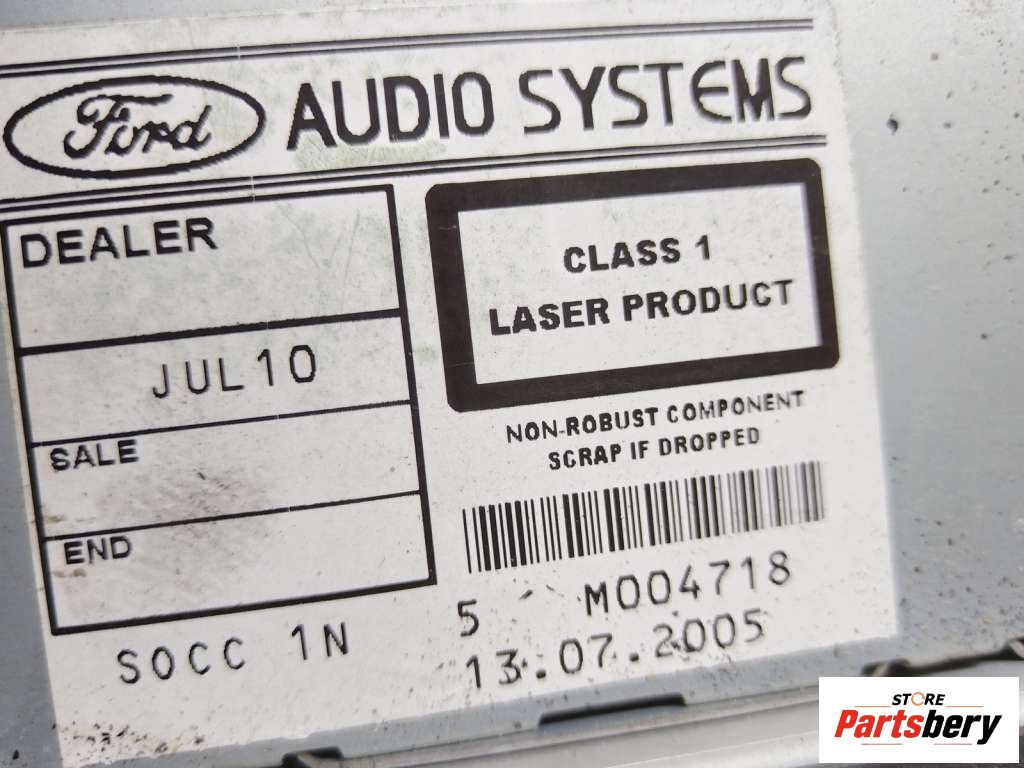 Ford AUDIO SYSTEMS
DEALER
JUL10
SALE
END
SOCC 1N
CLASS 1
LASER PRODUCT
NON-ROBUST COMPONENT
SCRAP IF DROPPED
5 M004718
13.07.2005
STORE
Partsbery